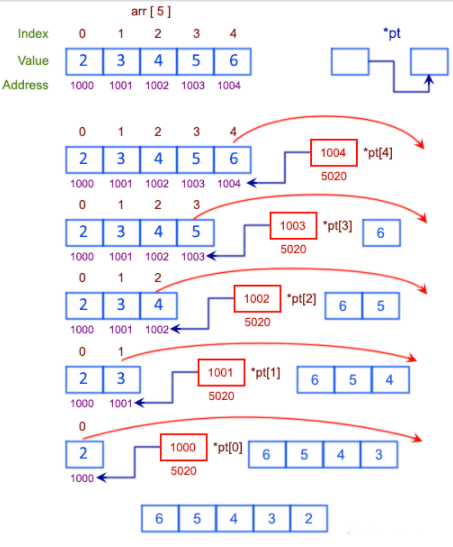 arr [ 5 ]
Index 0 1 2 3 4 *pt
Value 2 3 4 5 6
Address 1000 1001 1002 1003 1004
0 1 2 3 4
2 3 4 5 6 1004 *pt[4]
1000 1001 1002 1003 1004 5020
0 1 2 3
2 3 4 5 1003 *pt[3] 6
1000 1001 1002 1003 5020
0 1 2
2 3 4 1002 *pt[2] 6 5
1000 1001 1002 5020
0 1
2 3 1001 *pt[1] 6 5 4
1000 1001 5020
0
2 1000 *pt[0] 6 5 4 3
1000 5020
6 5 4 3 2